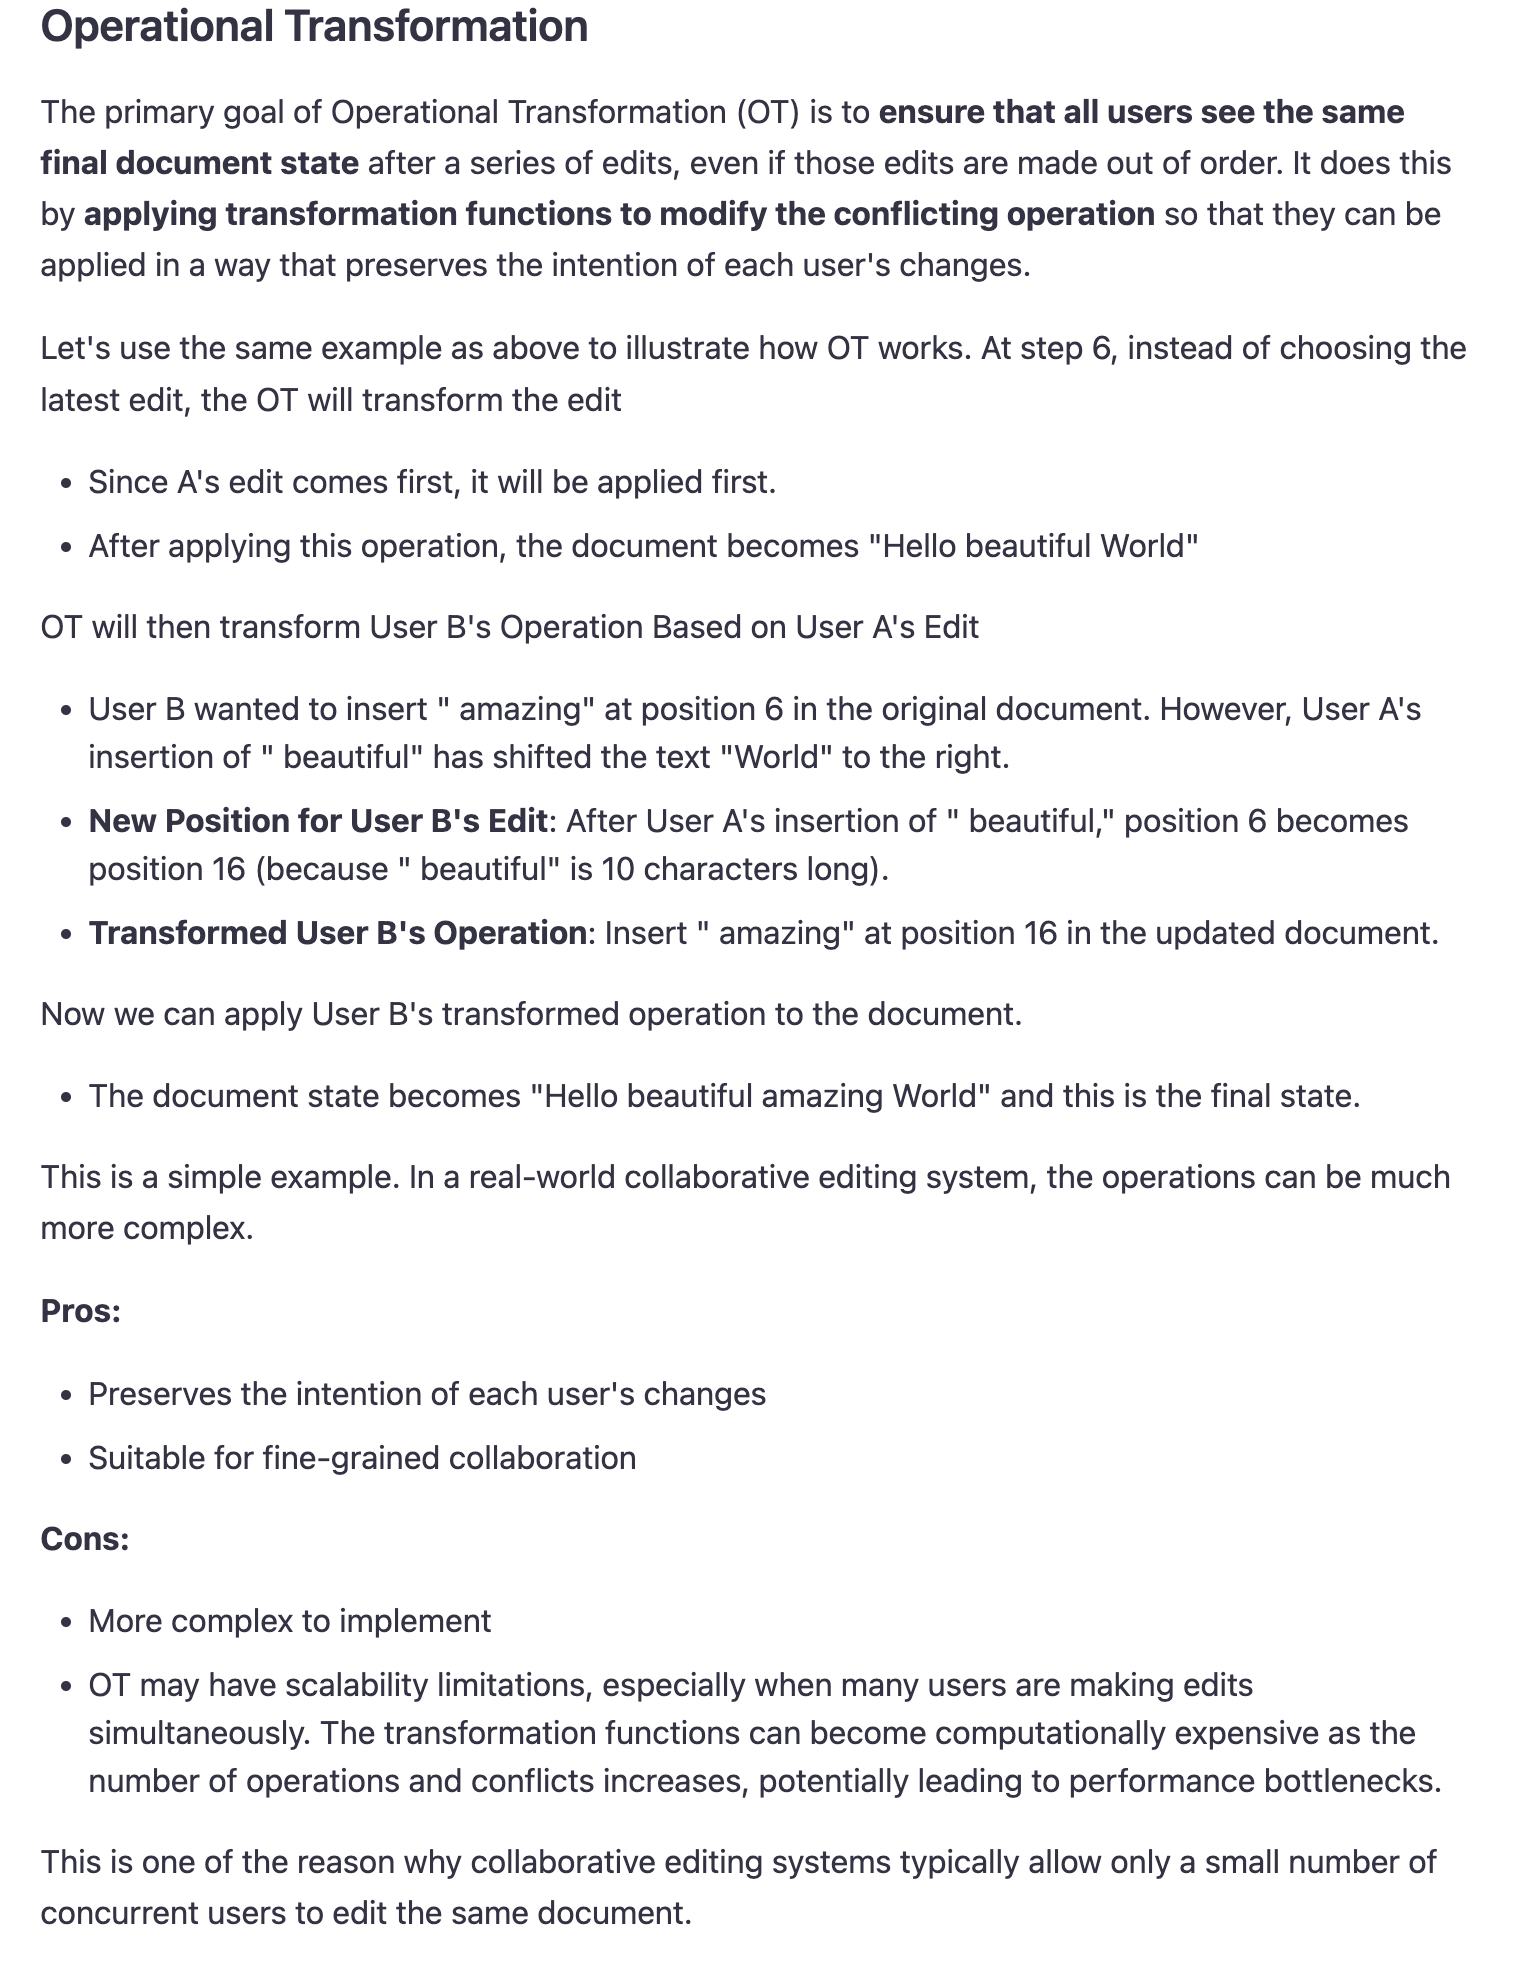 Operational Transformation
The primary goal of Operational Transformation (OT) is to ensure that all users see the same
final document state after a series of edits, even if those edits are made out of order. It does this
by applying transformation functions to modify the conflicting operation so that they can be
applied in a way that preserves the intention of each user's changes.
Let's use the same example as above to illustrate how OT works. At step 6, instead of choosing the
latest edit, the OT will transform the edit
• Since A's edit comes first, it will be applied first.
• After applying this operation, the document becomes "Hello beautiful World"
OT will then transform User B's Operation Based on User A's Edit
• User B wanted to insert " amazing" at position 6 in the original document. However, User A's
insertion of " beautiful" has shifted the text "World" to the right.
• New Position for User B's Edit: After User A's insertion of " beautiful," position 6 becomes
position 16 (because " beautiful" is 10 characters long).
• Transformed User B's Operation: Insert " amazing" at position 16 in the updated document.
Now we can apply User B's transformed operation to the document.
• The document state becomes "Hello beautiful amazing World" and this is the final state.
This is a simple example. In a real-world collaborative editing system, the operations can be much
more complex.
Pros:
• Preserves the intention of each user's changes
• Suitable for fine-grained collaboration
Cons:
• More complex to implement
• OT may have scalability limitations, especially when many users are making edits
simultaneously. The transformation functions can become computationally expensive as the
number of operations and conflicts increases, potentially leading to performance bottlenecks.
This is one of the reason why collaborative editing systems typically allow only a small number of
concurrent users to edit the same document.